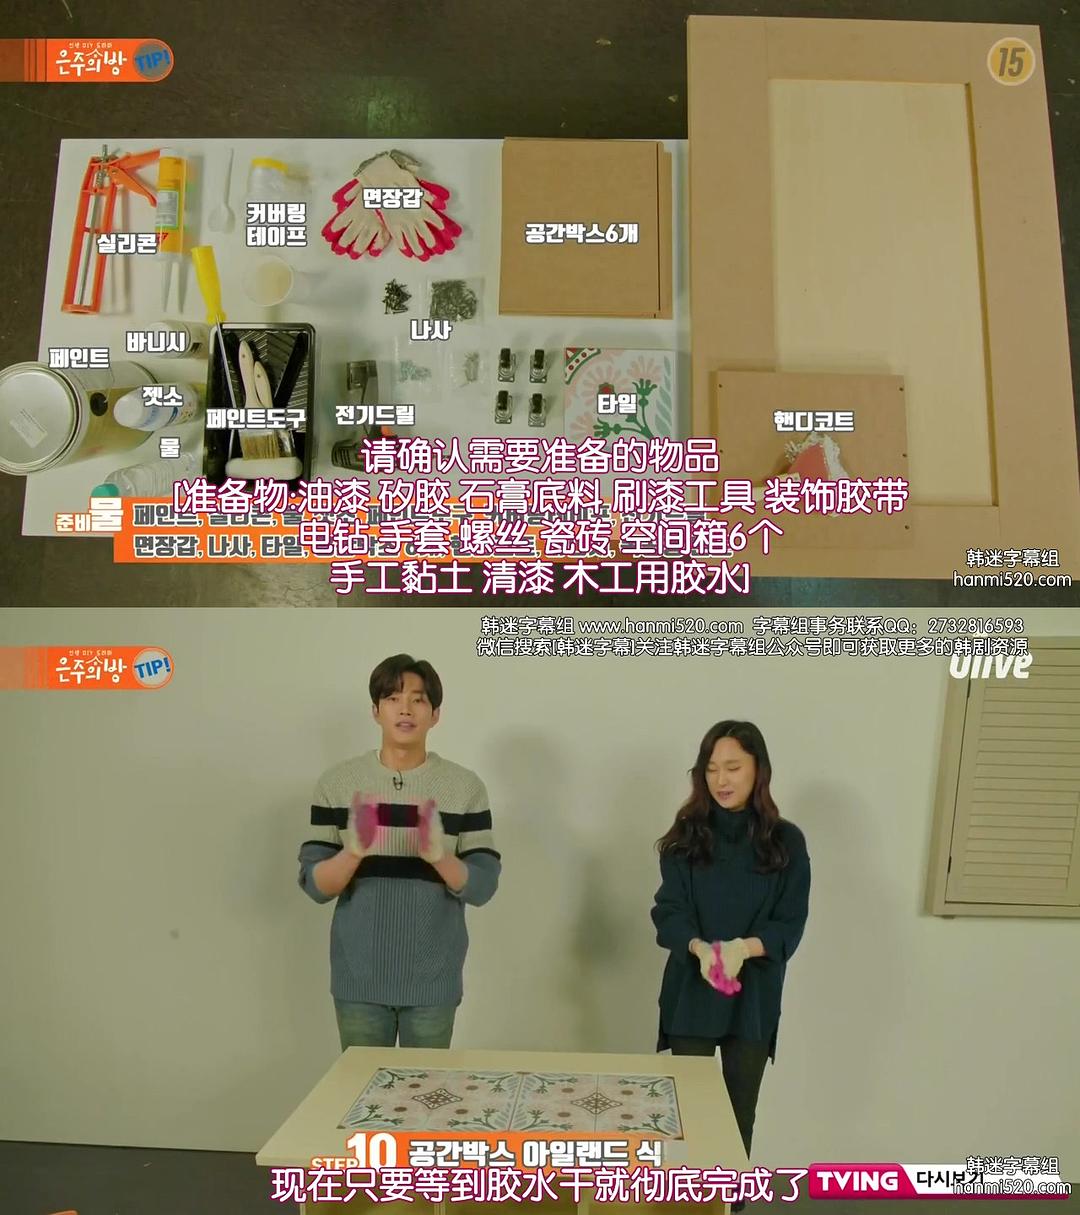 은주의방 TIP!
15
실리콘
커버링
테이프
면장갑
공간박스6개
나사
바니시
페인트
젯소
물
페인트도구
전기드릴
타일
핸디코트
请确认需要准备的物品
[准备物:油漆 矽胶 石膏底料 刷漆工具 装饰胶带
电钻 手套 螺丝 瓷砖 空间箱6个
手工黏土 清漆 木工用胶水]
준비물
페인트, 실리콘,
면장갑, 나사, 타일,
韩迷字幕组
hanmi520.com
韩迷字幕组 www.hanmi520.com 字幕组事务联系QQ：2732816593
微信搜索[韩迷字幕]关注韩迷字幕组公众号即可获取更多的韩剧资源
은주의방 TIP!
Olive
STEP 10 공간박스 아일랜드 식
现在只要等到胶水干就彻底完成了
TVING 다시보기
韩迷字幕组
hanmi520.com